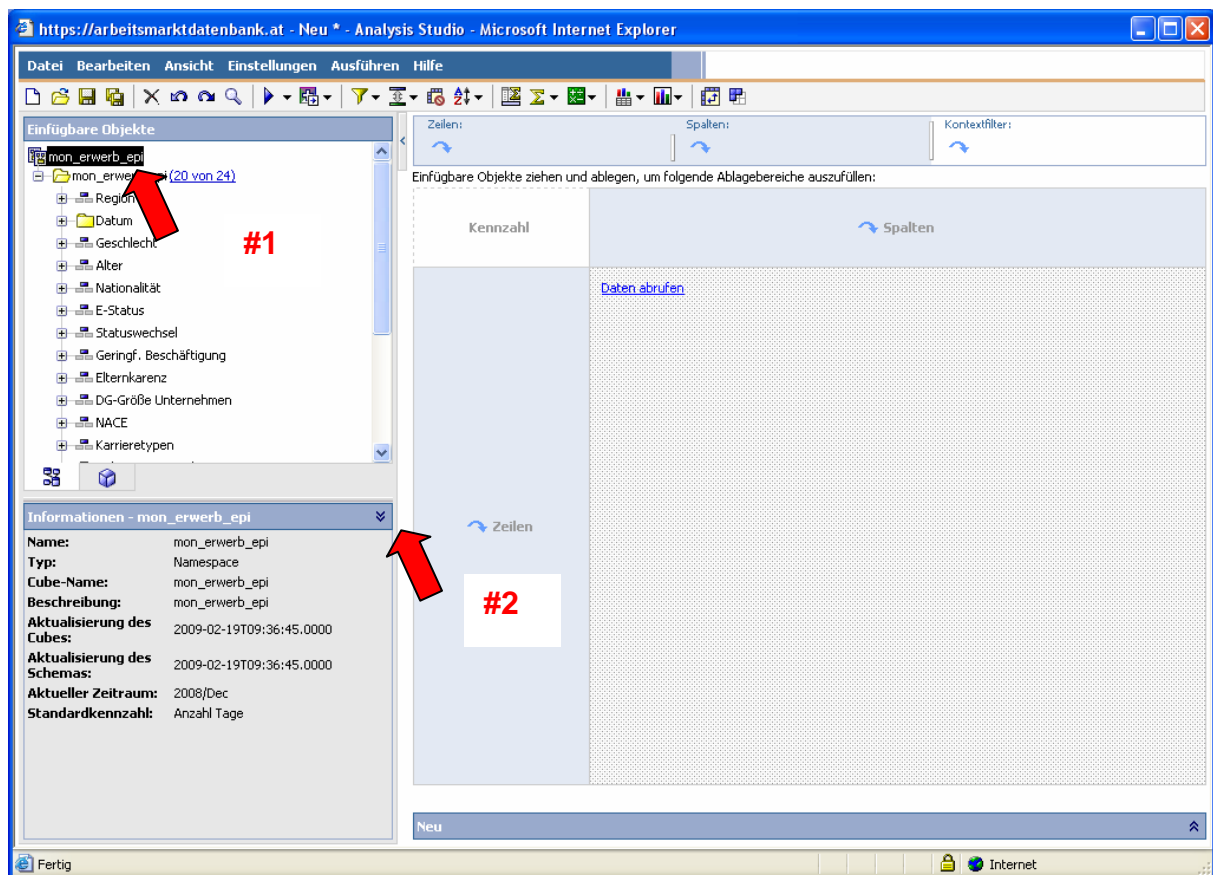 https://arbeitsmarktdatenbank.at - Neu * - Analysis Studio - Microsoft Internet Explorer
Datei Bearbeiten Ansicht Einstellungen Ausführen Hilfe
Einfügbare Objekte
mon_erwerb_epi
(20 von 24)
Region
Datum
Geschlecht
Alter
Nationalität
E-Status
Statuswechsel
Geringf. Beschäftigung
Elternkarenz
DG-Größe Unternehmen
NACE
Karrieretypen
#1
Informationen - mon_erwerb_epi
Name: mon_erwerb_epi
Typ: Namespace
Cube-Name: mon_erwerb_epi
Beschreibung: mon_erwerb_epi
Aktualisierung des Cubes: 2009-02-19T09:36:45.0000
Aktualisierung des Schemas: 2009-02-19T09:36:45.0000
Aktueller Zeitraum: 2008/Dec
Standardkennzahl: Anzahl Tage
Zeilen: Spalten: Kontextfilter:
Einfügbare Objekte ziehen und ablegen, um folgende Ablagebereiche auszufüllen:
Kennzahl
Spalten
Daten abrufen
Zeilen
#2
Neu
Fertig
Internet